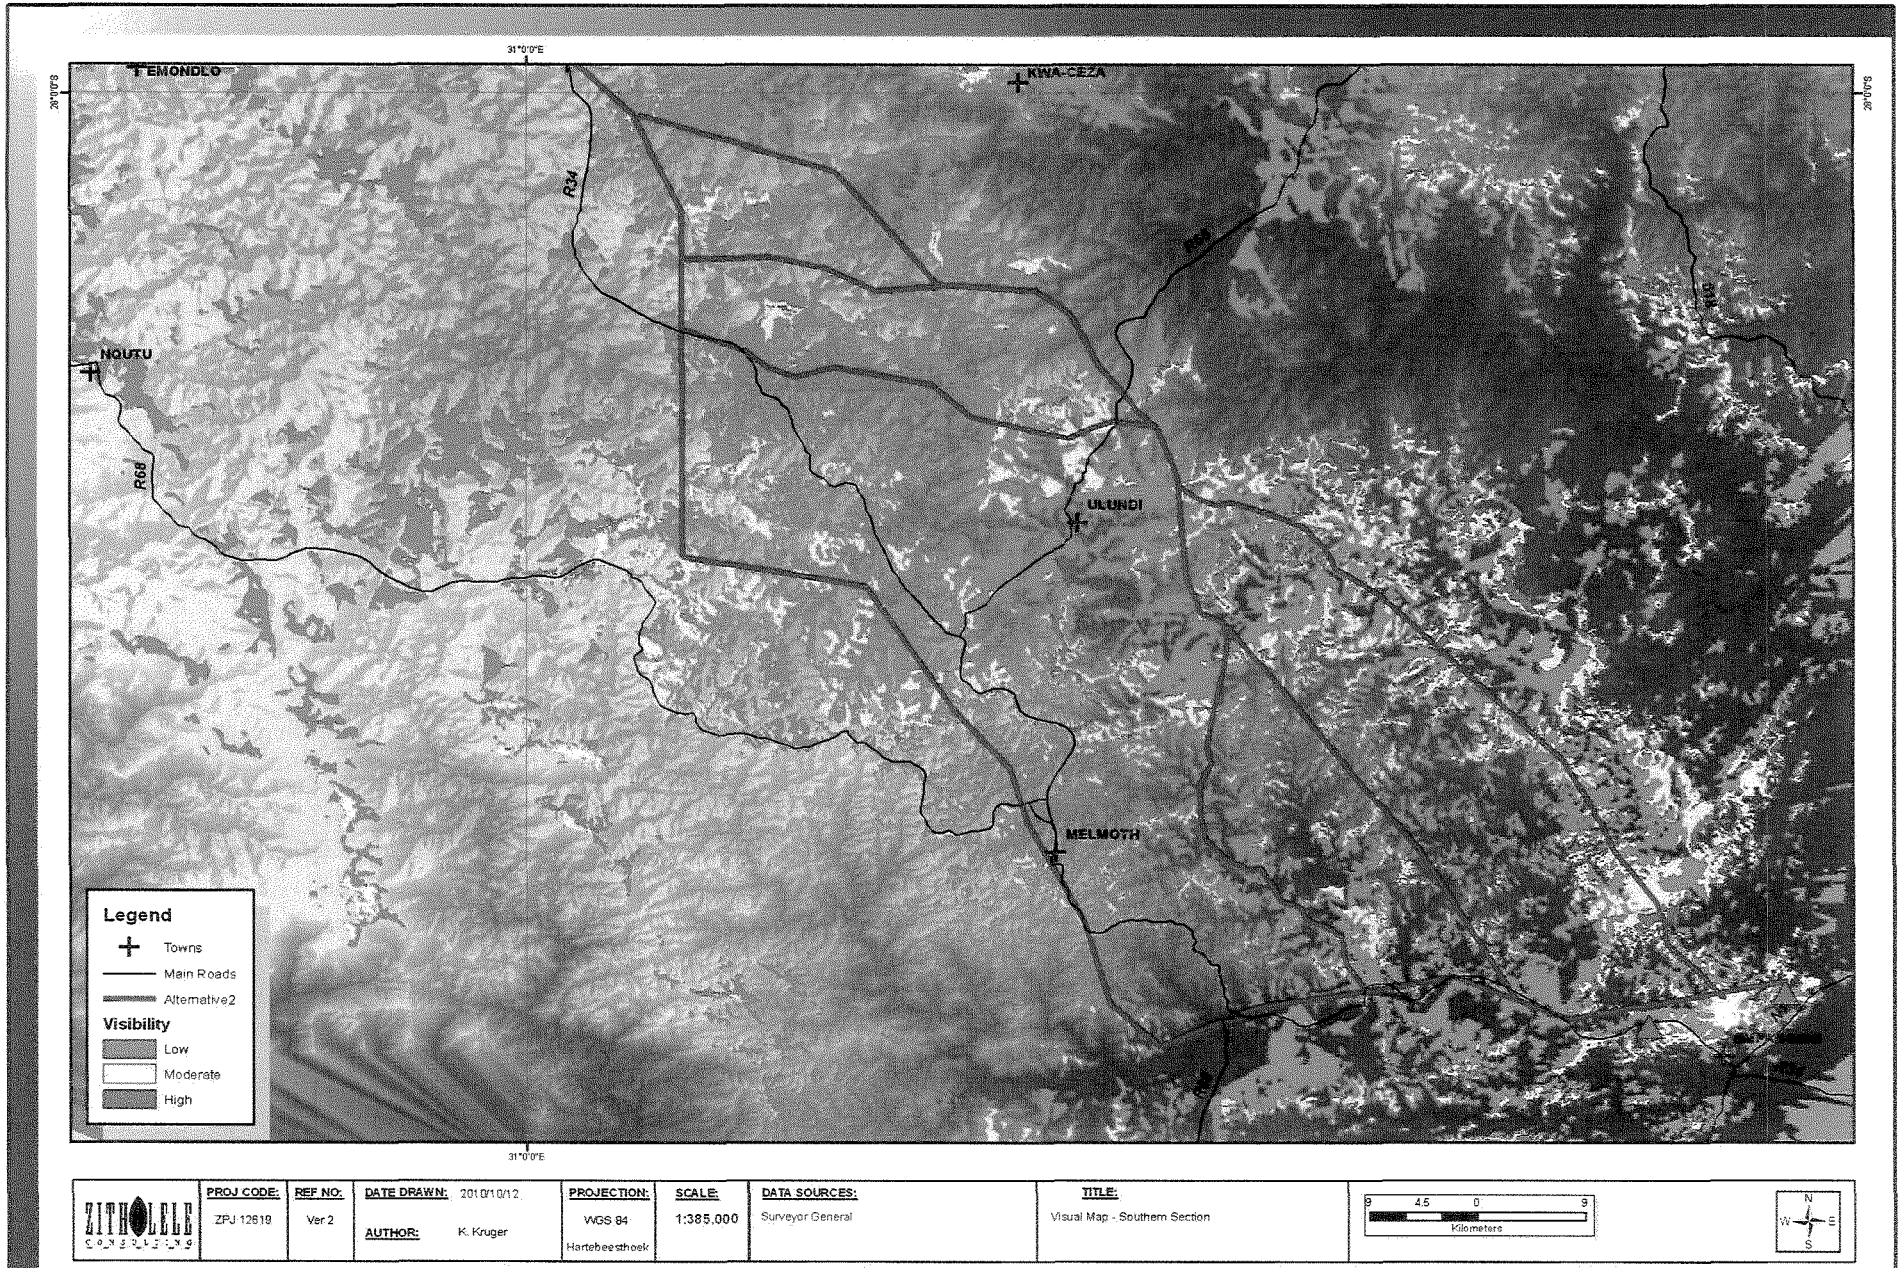 31°0'0"E
EMONDLO
KWA-CEZA
28°0'0"S
28°0'0"S
R34
NQUTU
R68
ULUNDI
MELMOTH
Legend
Towns
Main Roads
Alternative2
Visibility
Low
Moderate
High
31°0'0"E
ZITHOLELE
CONSULTING
PROJ CODE:
ZPJ 12619
REF NO:
Ver 2
DATE DRAWN: 2010/10/12
AUTHOR: K. Kruger
PROJECTION:
WGS 84
Hartebeesthoek
SCALE:
1:385,000
DATA SOURCES:
Surveyor General
TITLE:
Visual Map - Southern Section
9 4.5 0 9
Kilometers
N
W E
S